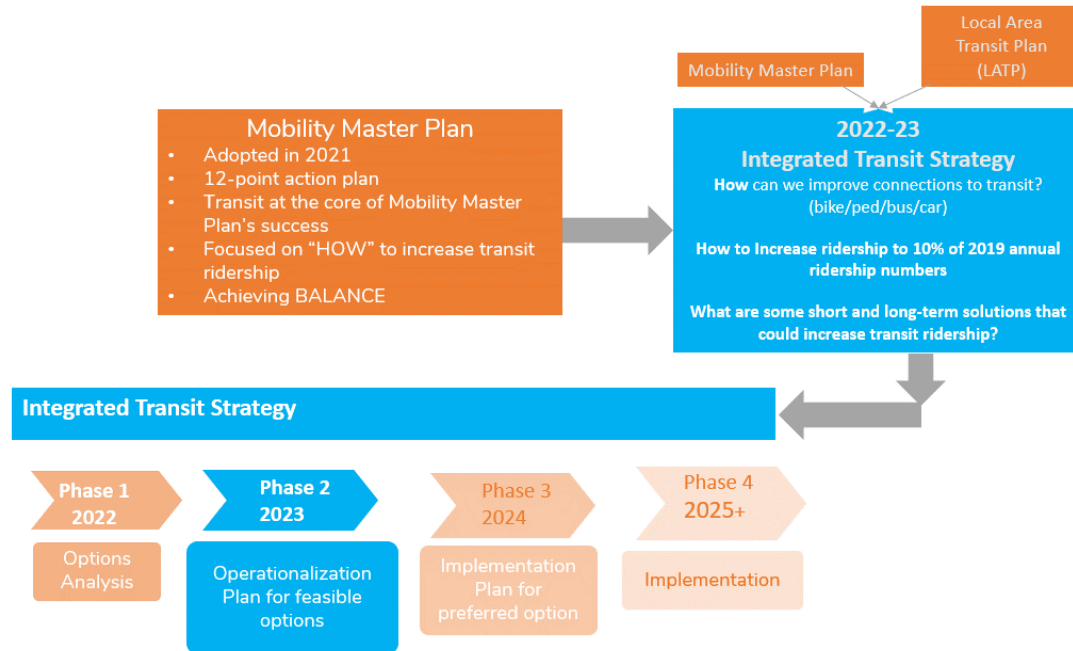 Local Area
Transit Plan
(LATP)
Mobility Master Plan
Mobility Master Plan
• Adopted in 2021
• 12-point action plan
• Transit at the core of Mobility Master
Plan's success
• Focused on “HOW” to increase transit
ridership
• Achieving BALANCE
2022-23
Integrated Transit Strategy
How can we improve connections to transit?
(bike/ped/bus/car)
How to Increase ridership to 10% of 2019 annual
ridership numbers
What are some short and long-term solutions that
could increase transit ridership?
Integrated Transit Strategy
Phase 1
2022
Options
Analysis
Phase 2
2023
Operationalization
Plan for feasible
options
Phase 3
2024
Implementation
Plan for
preferred option
Phase 4
2025+
Implementation